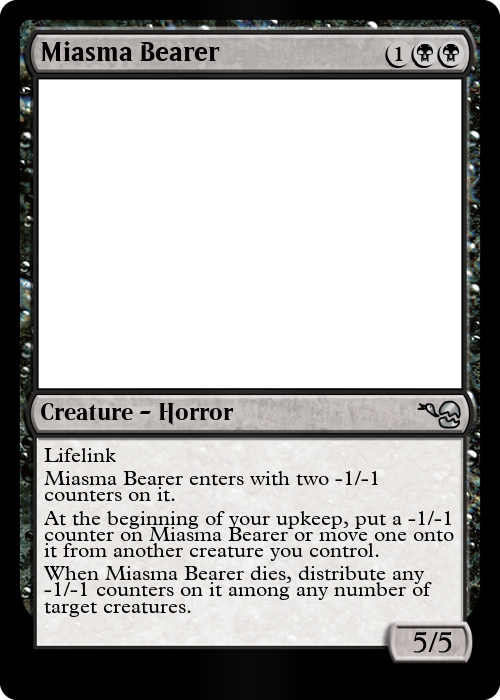 Miasma Bearer 1
Creature – Horror
Lifelink
Miasma Bearer enters with two -1/-1
counters on it.
At the beginning of your upkeep, put a -1/-1
counter on Miasma Bearer or move one onto
it from another creature you control.
When Miasma Bearer dies, distribute any
-1/-1 counters on it among any number of
target creatures.
5/5